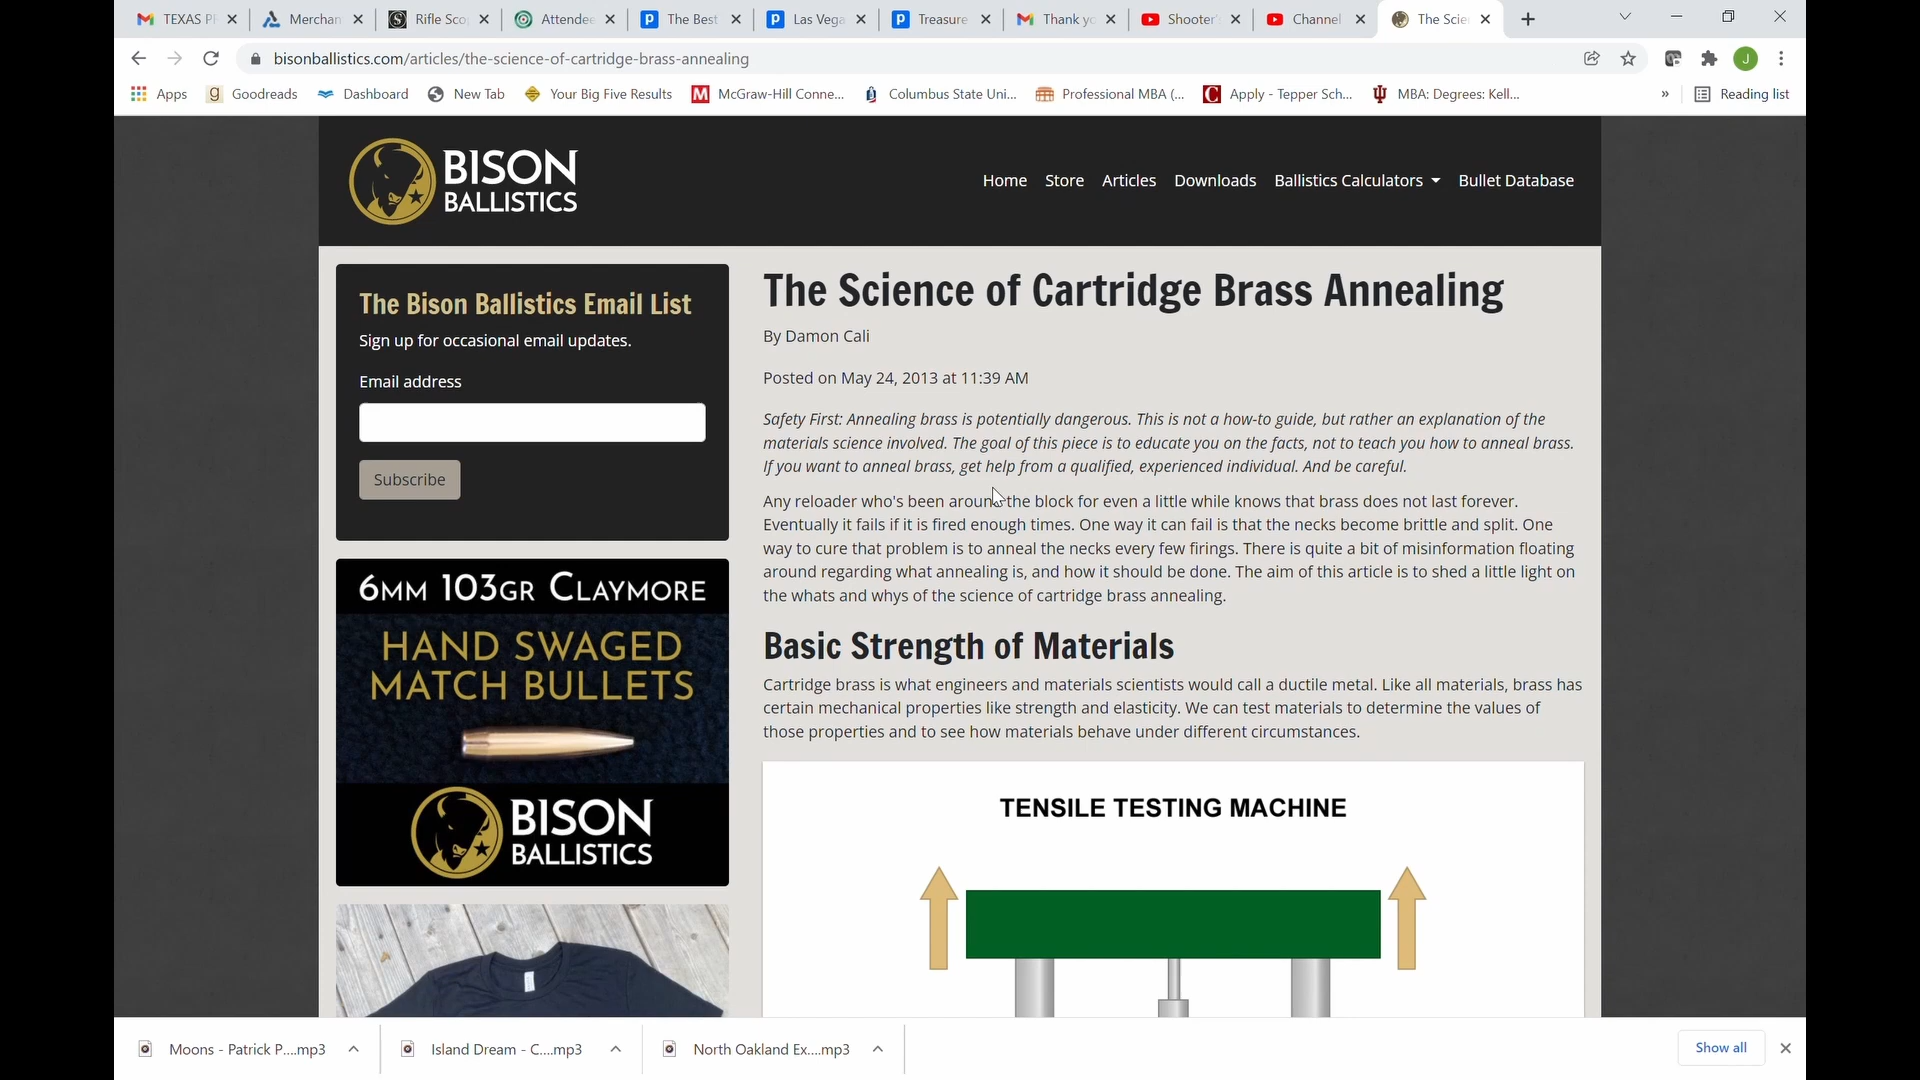 TEXAS P
Merchan
Rifle Sco
Attendee
The Best
Las Vega
Treasure
Thank yo
Shooter'
Channel
The Scie
bisonballistics.com/articles/the-science-of-cartridge-brass-annealing
J
Apps
Goodreads
Dashboard
New Tab
Your Big Five Results
McGraw-Hill Conne...
Columbus State Uni...
Professional MBA (...
Apply - Tepper Sch...
MBA: Degrees: Kell...
»
Reading list
BISON
BALLISTICS
Home
Store
Articles
Downloads
Ballistics Calculators
Bullet Database
The Bison Ballistics Email List
Sign up for occasional email updates.
Email address
Subscribe
6MM 103GR CLAYMORE
HAND SWAGED
MATCH BULLETS
BISON
BALLISTICS
The Science of Cartridge Brass Annealing
By Damon Cali
Posted on May 24, 2013 at 11:39 AM
Safety First: Annealing brass is potentially dangerous. This is not a how-to guide, but rather an explanation of the
materials science involved. The goal of this piece is to educate you on the facts, not to teach you how to anneal brass.
If you want to anneal brass, get help from a qualified, experienced individual. And be careful.
Any reloader who's been around the block for even a little while knows that brass does not last forever.
Eventually it fails if it is fired enough times. One way it can fail is that the necks become brittle and split. One
way to cure that problem is to anneal the necks every few firings. There is quite a bit of misinformation floating
around regarding what annealing is, and how it should be done. The aim of this article is to shed a little light on
the whats and whys of the science of cartridge brass annealing.
Basic Strength of Materials
Cartridge brass is what engineers and materials scientists would call a ductile metal. Like all materials, brass has
certain mechanical properties like strength and elasticity. We can test materials to determine the values of
those properties and to see how materials behave under different circumstances.
TENSILE TESTING MACHINE
Moons - Patrick P....mp3
Island Dream - C....mp3
North Oakland Ex....mp3
Show all